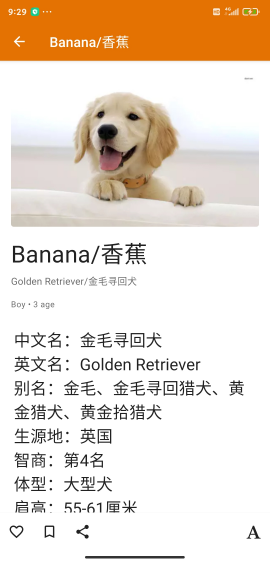 9:29
Banana/香蕉
Banana/香蕉
Golden Retriever/金毛寻回犬
Boy • 3 age
中文名：金毛寻回犬
英文名：Golden Retriever
别名：金毛、金毛寻回猎犬、黄
金猎犬、黄金拾猎犬
生源地：英国
智商：第4名
体型：大型犬
肩高：55-61厘米
A